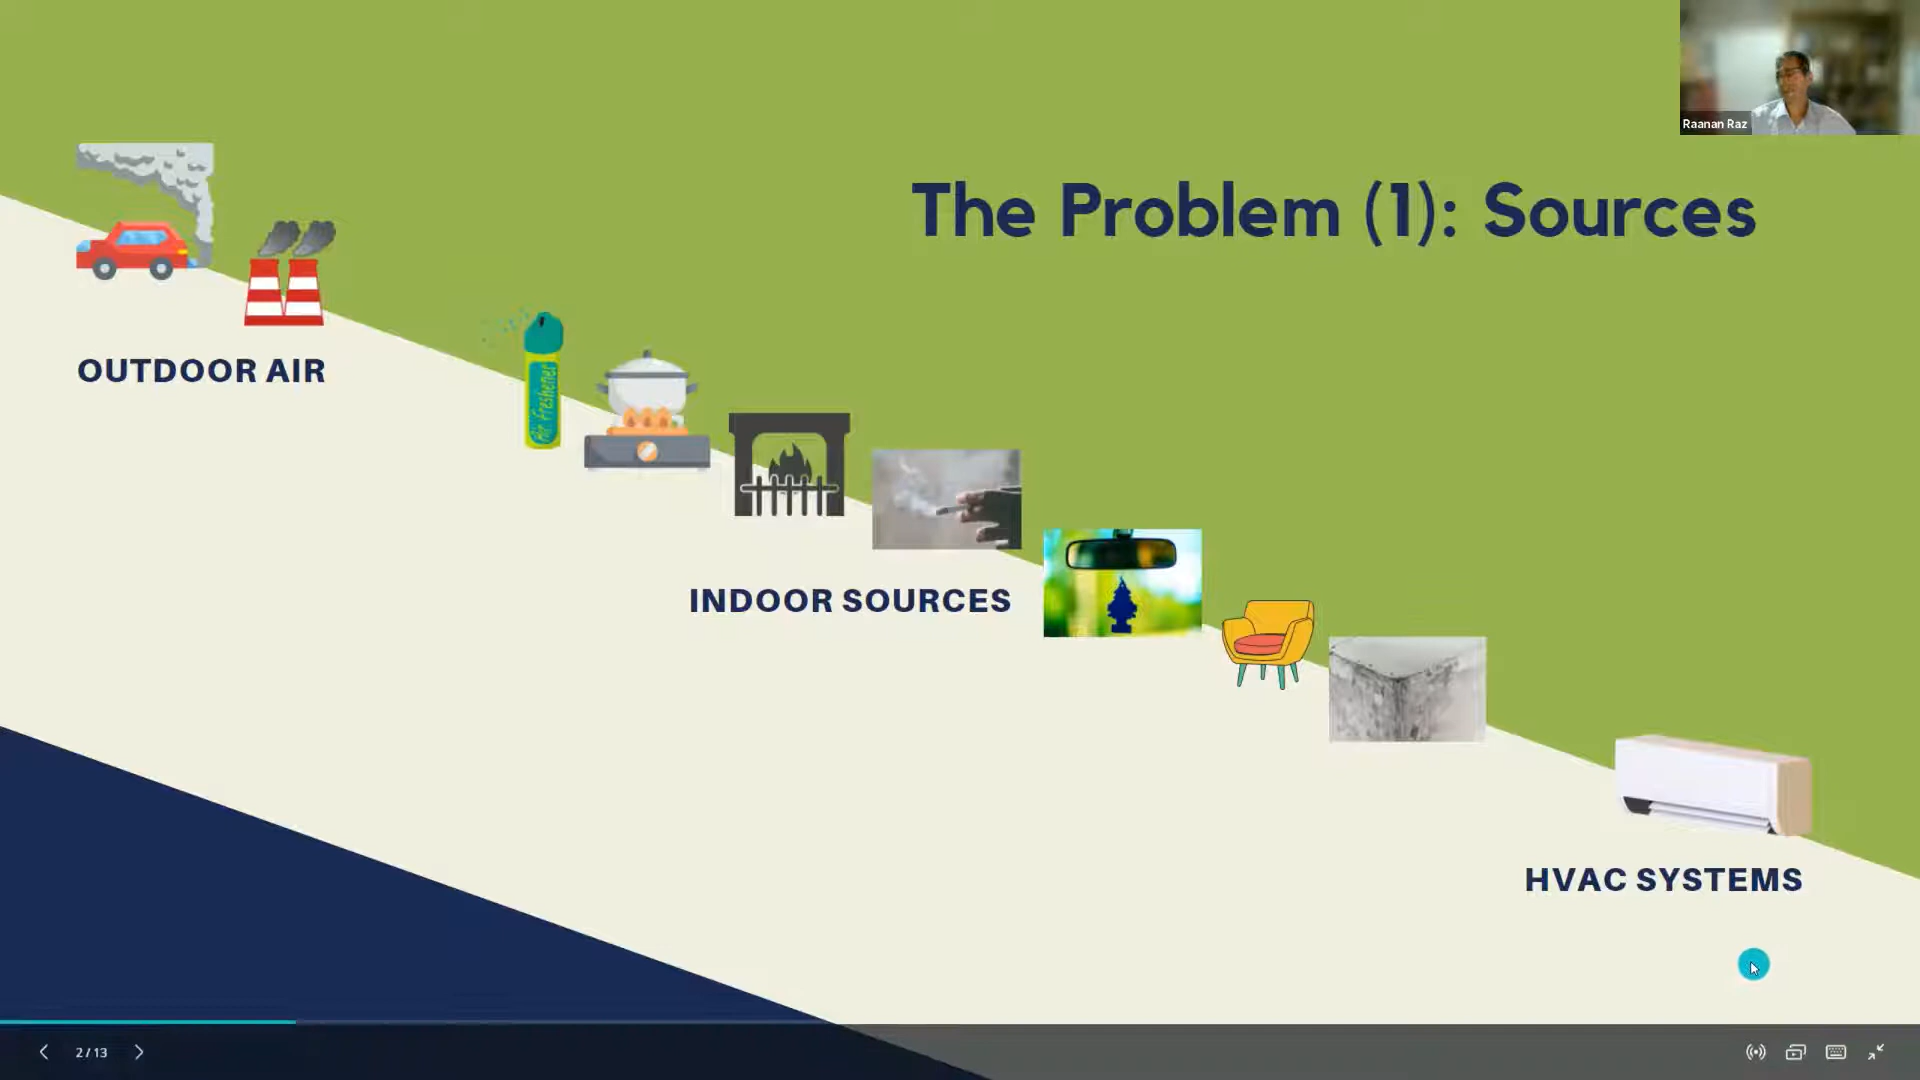 Raanan Raz
The Problem (1): Sources
OUTDOOR AIR
Air Freshener
INDOOR SOURCES
HVAC SYSTEMS
2 / 13